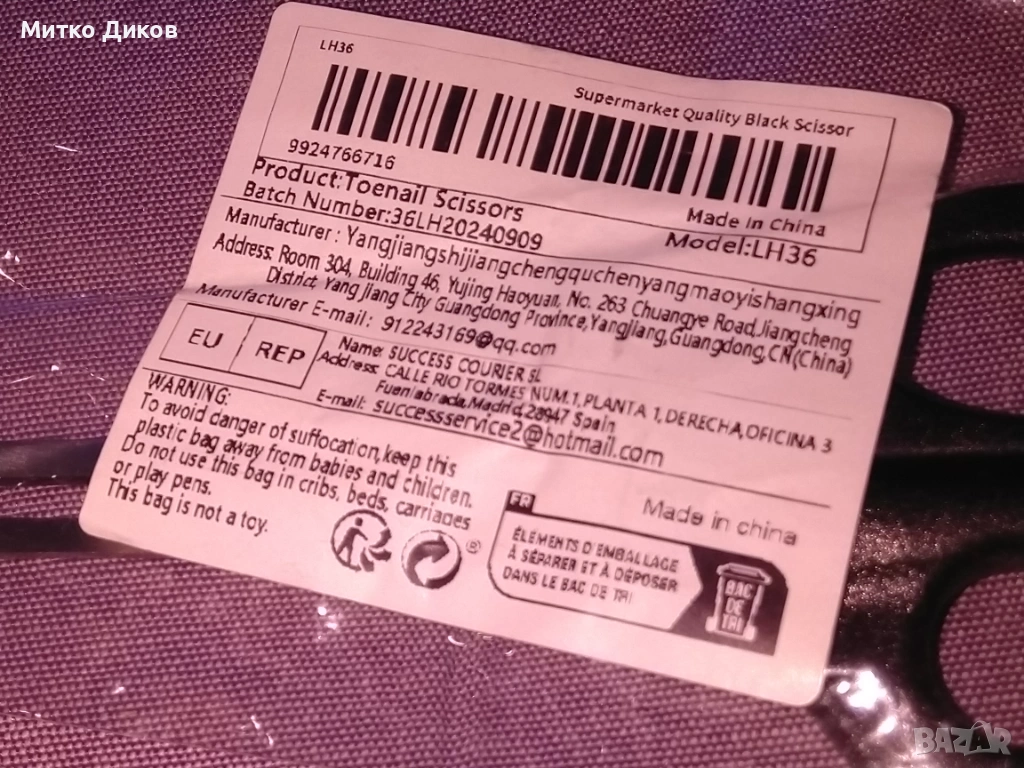 Митко Диков
LH36
Supermarket Quality Black Scissor
9924766716
Made In China
Product:Toenail Scissors
Model:LH36
Batch Number:36LH20240909
Manufacturer: Yangjiangshijiangchengquchenyangmaoyishangxing
Address: Room 304, Building 46, Yujing Haoyuan, No. 263 Chuangye Road,Jiangcheng
District, Yang Jiang City Guangdong Province,Yangjiang,Guangdong,CN(China)
Manufacturer E-mail: 912243169@qq.com
EU REP
Name: SUCCESS COURIER SL
Address: CALLE RIO TORMES NUM.1,PLANTA 1,DERECHA,OFICINA 3
Fuenlabrada,Madrid,28947 Spain
E-mail: successservice2@hotmail.com
WARNING:
To avoid danger of suffocation,keep this
plastic bag away from babies and children.
Do not use this bag in cribs, beds, carriages
or play pens.
This bag is not a toy.
Made in china
FR
ÉLÉMENTS D'EMBALLAGE
À SÉPARER ET À DÉPOSER
DANS LE BAC DE TRI
BAC
DE
TRI
BAZAR